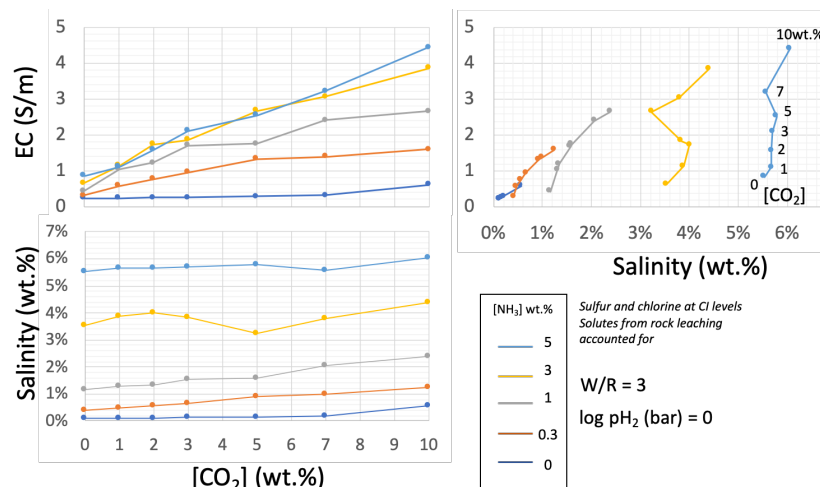 EC (S/m)
5
4
3
2
1
0
Salinity (wt.%)
7%
6%
5%
4%
3%
2%
1%
0%
0 1 2 3 4 5 6 7 8 9 10
[CO₂] (wt.%)
5
4
3
2
1
0
10wt.%
7
5
3
2
1
0
[CO₂]
0% 1% 2% 3% 4% 5% 6%
Salinity (wt.%)
[NH₃] wt.%
5
3
1
0.3
0
Sulfur and chlorine at CI levels
Solutes from rock leaching
accounted for
W/R = 3
log pH₂ (bar) = 0